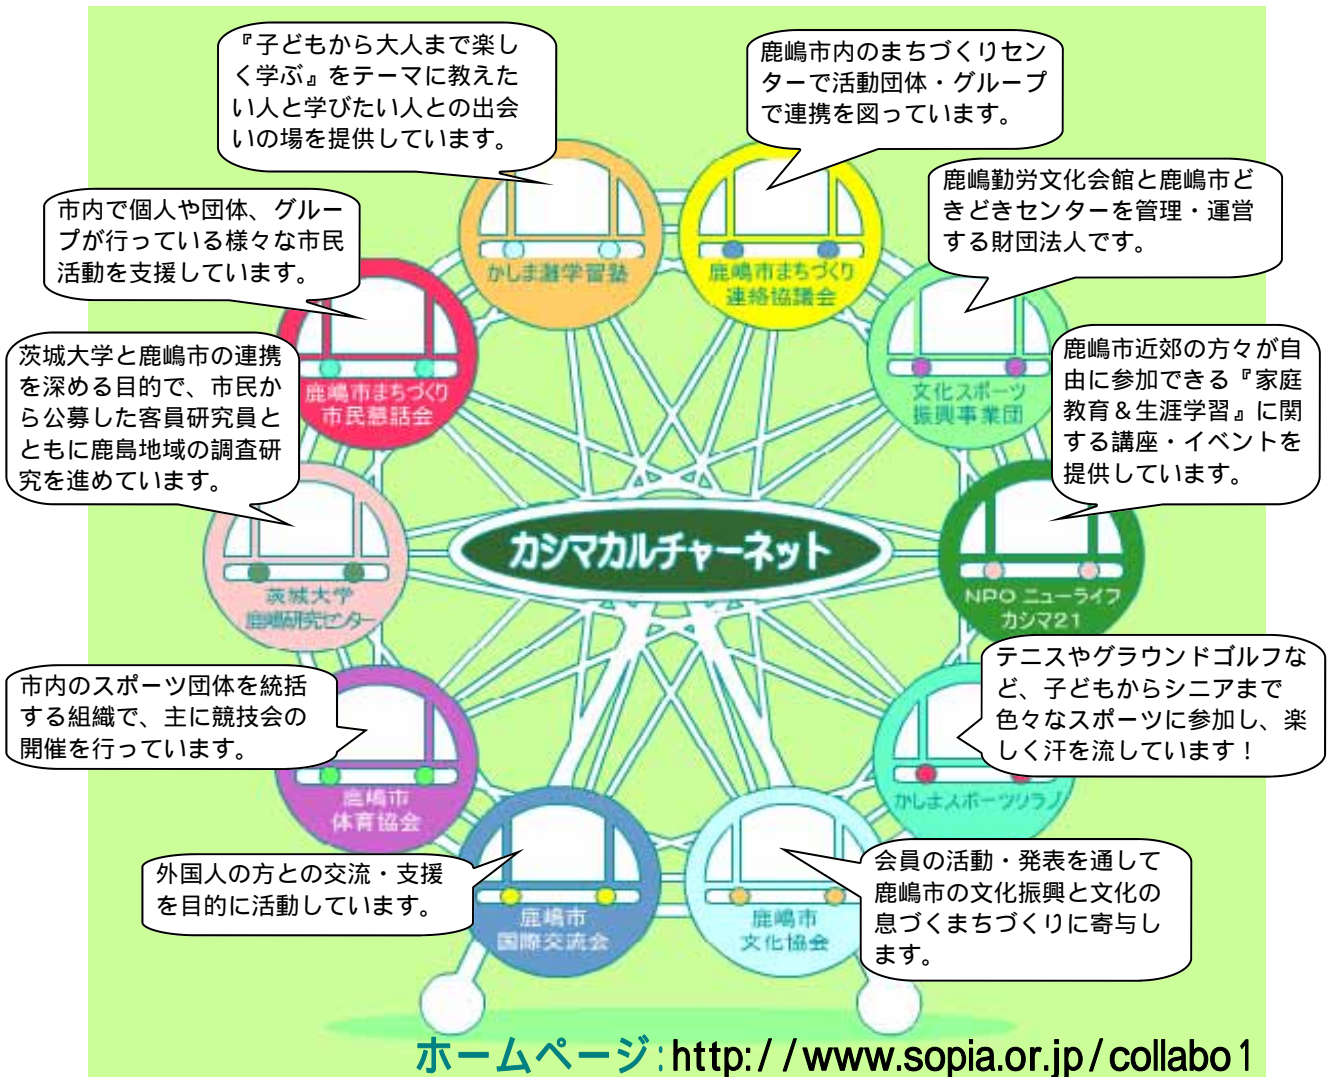 『子どもから大人まで楽し
く学ぶ』をテーマに教えた
い人と学びたい人との出会
いの場を提供しています。
鹿嶋市内のまちづくりセン
ターで活動団体・グループ
で連携を図っています。
鹿嶋勤労文化会館と鹿嶋市ど
きどきセンターを管理・運営
する財団法人です。
市内で個人や団体、グルー
プが行っている様々な市民
活動を支援しています。
かしま灘学習塾
鹿嶋市まちづくり
連絡協議会
茨城大学と鹿嶋市の連携
を深める目的で、市民か
ら公募した客員研究員と
ともに鹿島地域の調査研
究を進めています。
鹿嶋市まちづくり
市民懇話会
文化スポーツ
振興事業団
鹿嶋市近郊の方々が自
由に参加できる『家庭
教育＆生涯学習』に関
する講座・イベントを
提供しています。
カシマカルチャーネット
茨城大学
鹿嶋研究センター
NPO ニューライフ
カシマ21
市内のスポーツ団体を統括
する組織で、主に競技会の
開催を行っています。
テニスやグラウンドゴルフな
ど、子どもからシニアまで
色々なスポーツに参加し、楽
しく汗を流しています！
鹿嶋市
体育協会
かしまスポーツクラブ
外国人の方との交流・支援
を目的に活動しています。
会員の活動・発表を通して
鹿嶋市の文化振興と文化の
息づくまちづくりに寄与し
ます。
鹿嶋市
国際交流会
鹿嶋市
文化協会
ホームページ:http://www.sopia.or.jp/collabo1